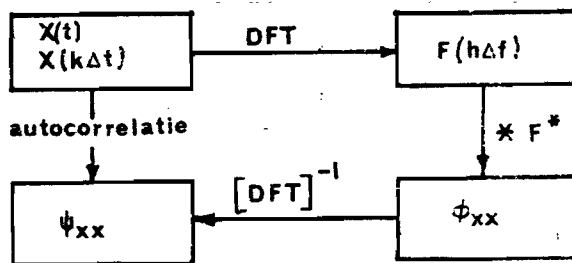 X(t)
X(kΔt)
DFT
F(hΔf)
autocorrelatie
* F*
[DFT]⁻¹
ψxx
ϕxx